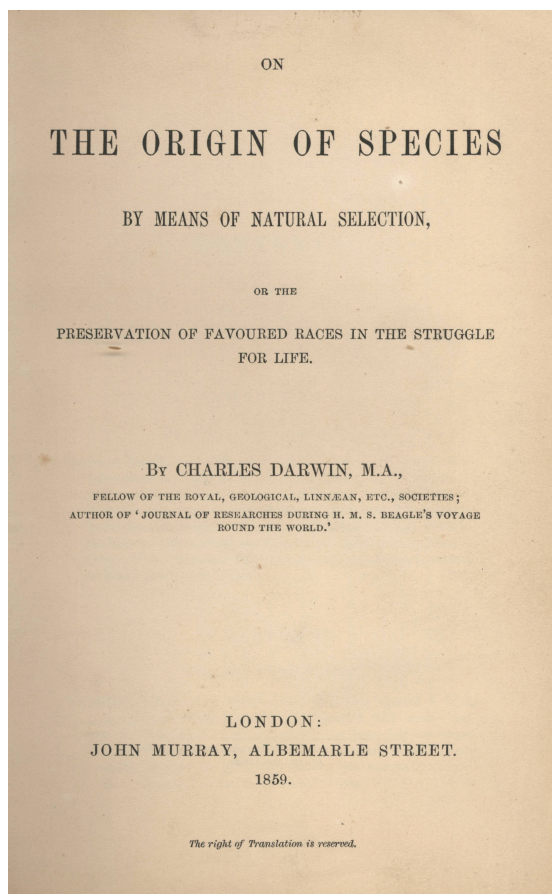 ON
THE ORIGIN OF SPECIES
BY MEANS OF NATURAL SELECTION,
OR THE
PRESERVATION OF FAVOURED RACES IN THE STRUGGLE
FOR LIFE.
By CHARLES DARWIN, M.A.,
FELLOW OF THE ROYAL, GEOLOGICAL, LINNÆAN, ETC., SOCIETIES;
AUTHOR OF ‘JOURNAL OF RESEARCHES DURING H. M. S. BEAGLE’S VOYAGE
ROUND THE WORLD.’
LONDON:
JOHN MURRAY, ALBEMARLE STREET.
1859.
The right of Translation is reserved.